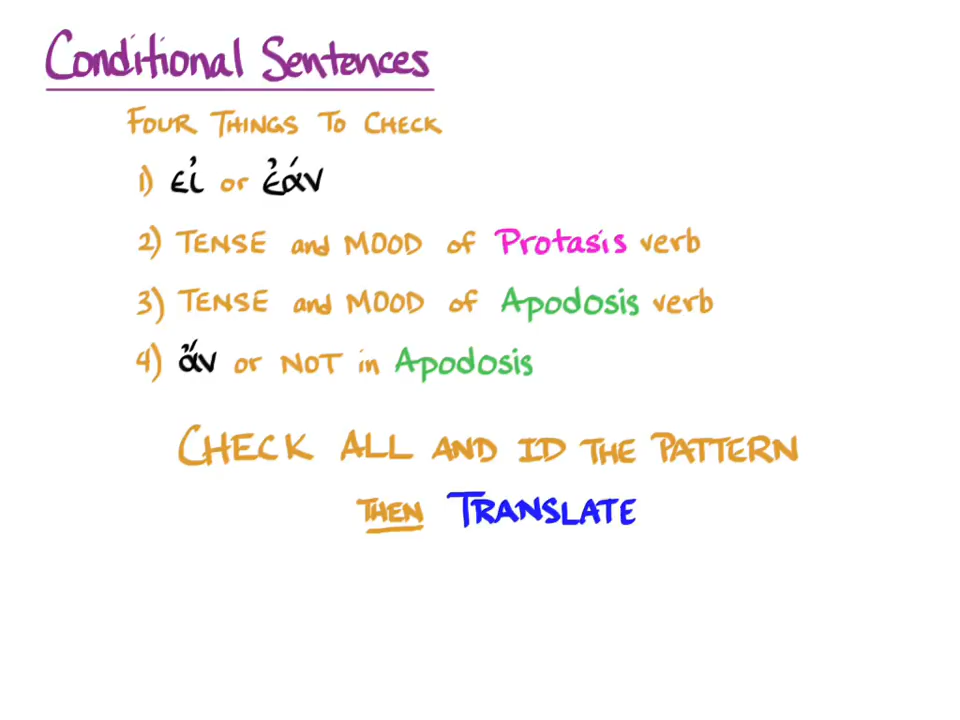 Conditional Sentences
FOUR THINGS TO CHECK
1) εἰ or ἐάν
2) TENSE and MOOD of Protasis verb
3) TENSE and MOOD of Apodosis verb
4) ἄν or NOT in Apodosis
CHECK ALL AND ID THE PATTERN
THEN TRANSLATE